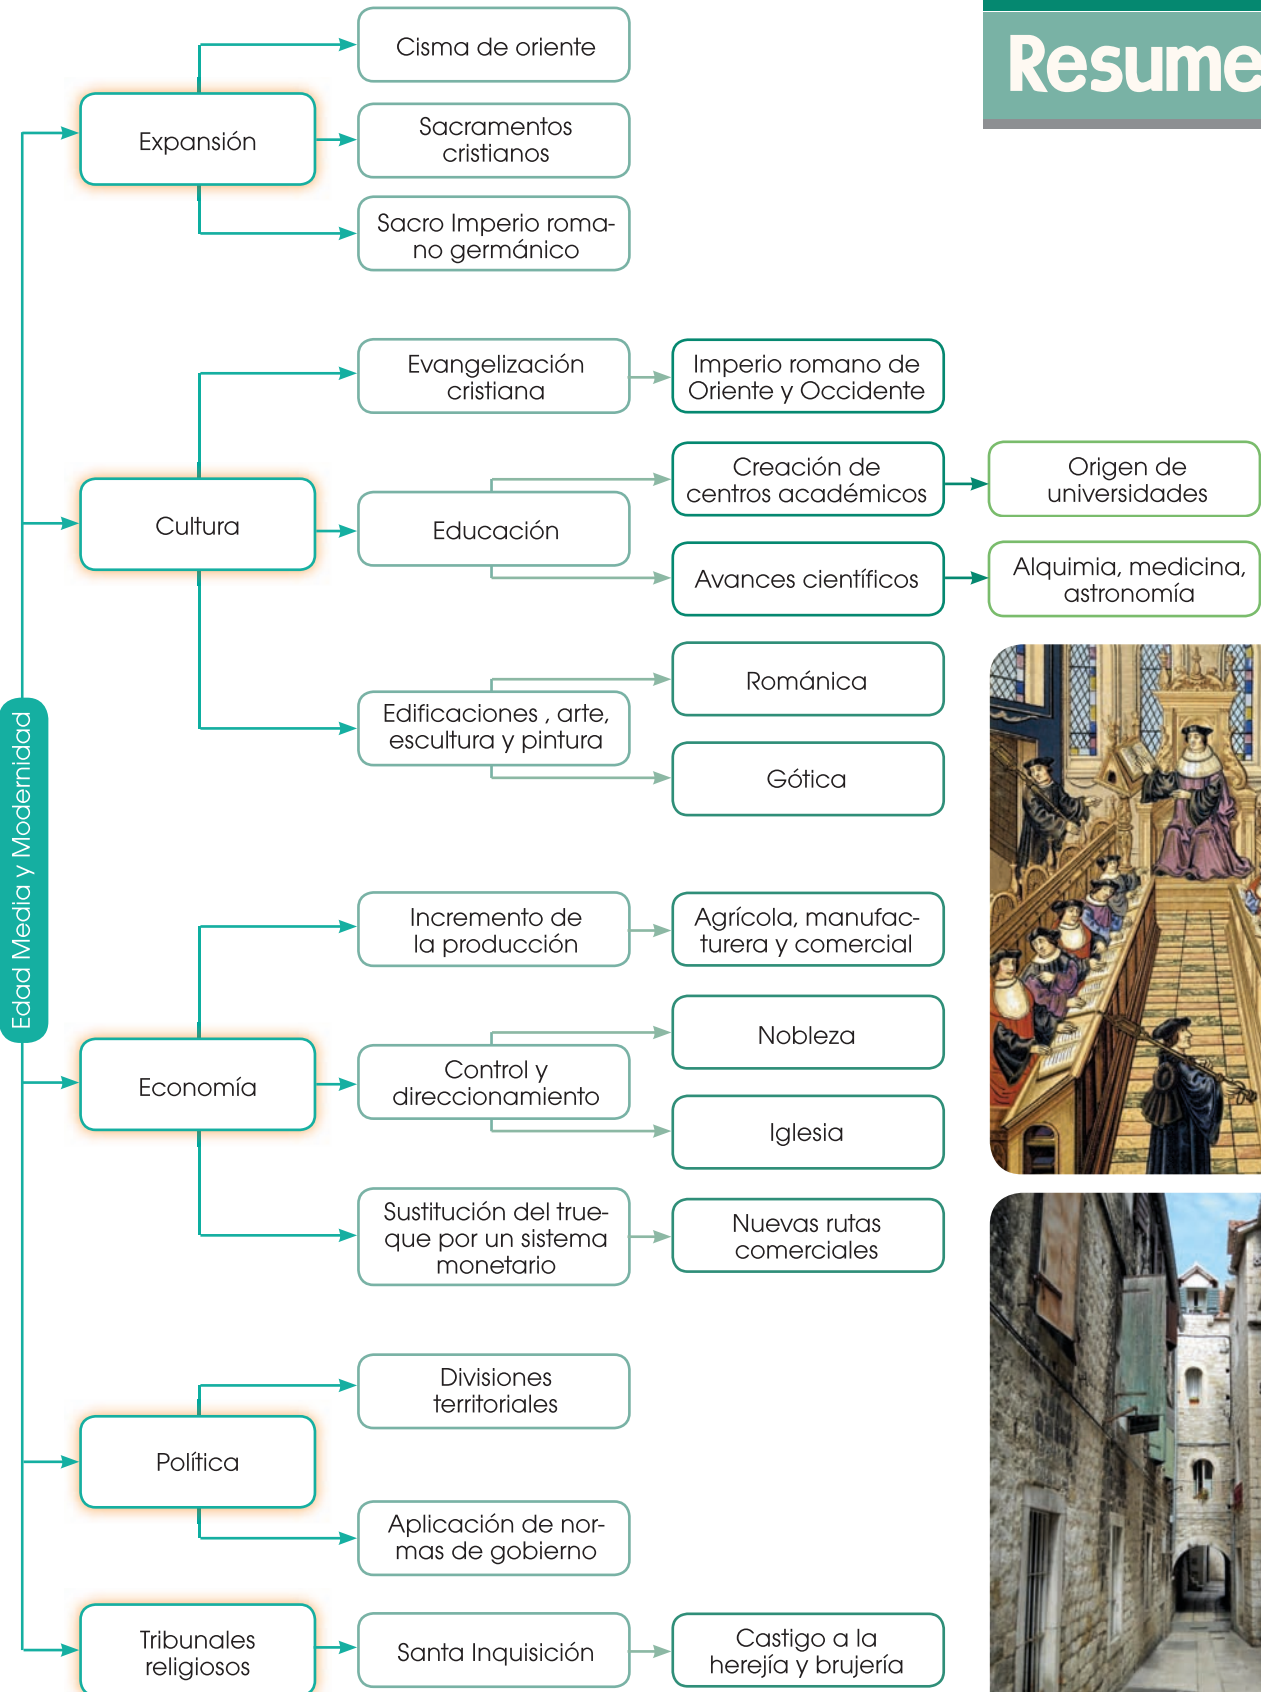 Resume
Cisma de oriente
Expansión
Sacramentos
cristianos
Sacro Imperio roma-
no germánico
Evangelización
cristiana
Imperio romano de
Oriente y Occidente
Cultura
Educación
Creación de
centros académicos
Origen de
universidades
Avances científicos
Alquimia, medicina,
astronomía
Edificaciones , arte,
escultura y pintura
Románica
Gótica
Edad Media y Modernidad
Incremento de
la producción
Agrícola, manufac-
turera y comercial
Economía
Control y
direccionamiento
Nobleza
Iglesia
Sustitución del true-
que por un sistema
monetario
Nuevas rutas
comerciales
Divisiones
territoriales
Política
Aplicación de nor-
mas de gobierno
Tribunales
religiosos
Santa Inquisición
Castigo a la
herejía y brujería